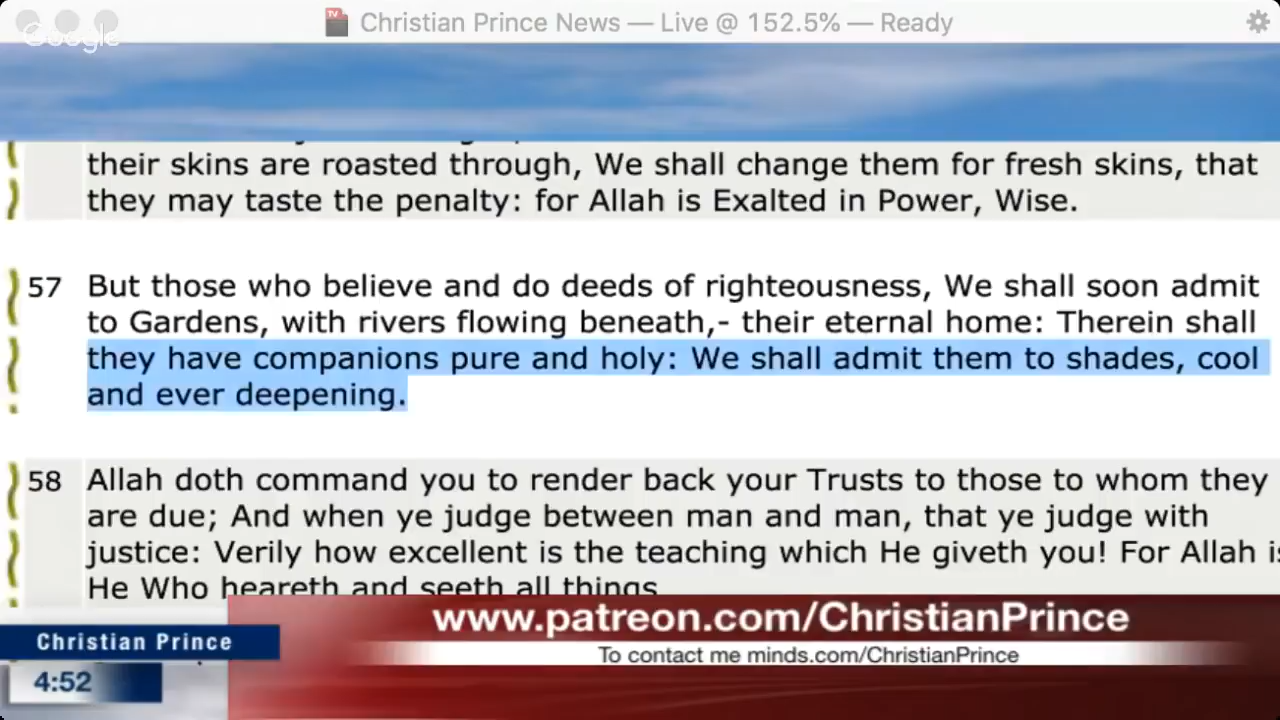 Christian Prince News — Live @ 152.5% — Ready
Google
their skins are roasted through, We shall change them for fresh skins, that
they may taste the penalty: for Allah is Exalted in Power, Wise.
57 But those who believe and do deeds of righteousness, We shall soon admit
to Gardens, with rivers flowing beneath,- their eternal home: Therein shall
they have companions pure and holy: We shall admit them to shades, cool
and ever deepening.
58 Allah doth command you to render back your Trusts to those to whom they
are due; And when ye judge between man and man, that ye judge with
justice: Verily how excellent is the teaching which He giveth you! For Allah is
He Who heareth and seeth all things
www.patreon.com/ChristianPrince
Christian Prince
To contact me minds.com/ChristianPrince
4:52